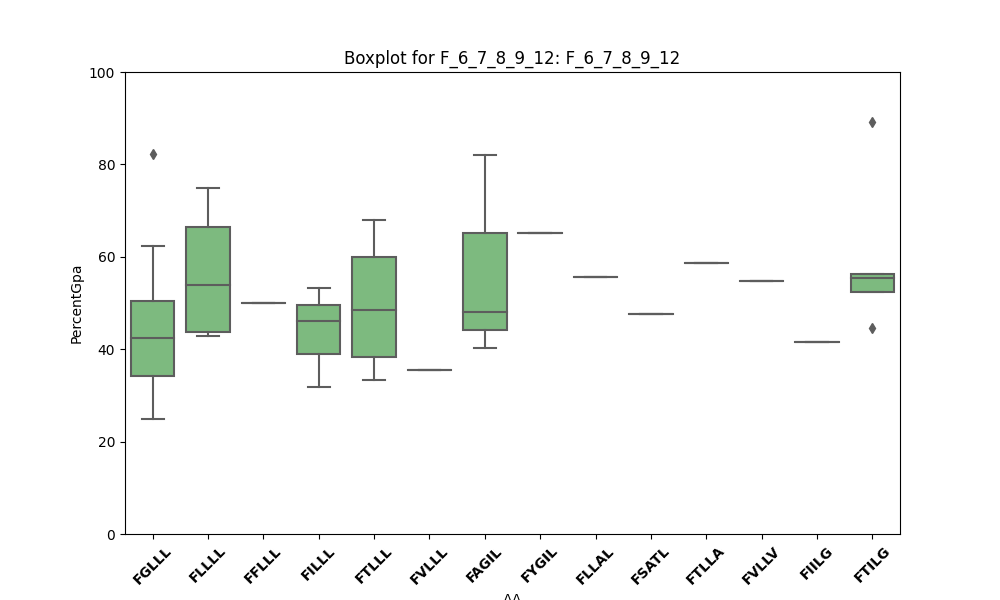 Boxplot for F_6_7_8_9_12: F_6_7_8_9_12
100
80
60
40
20
0
PercentGpa
FGLLL
FLLLL
FFLLL
FILLL
FTLLL
FVLLL
FAGIL
FYGIL
FLLAL
FSATL
FTLLA
FVLLV
FIILG
FTILG
AA